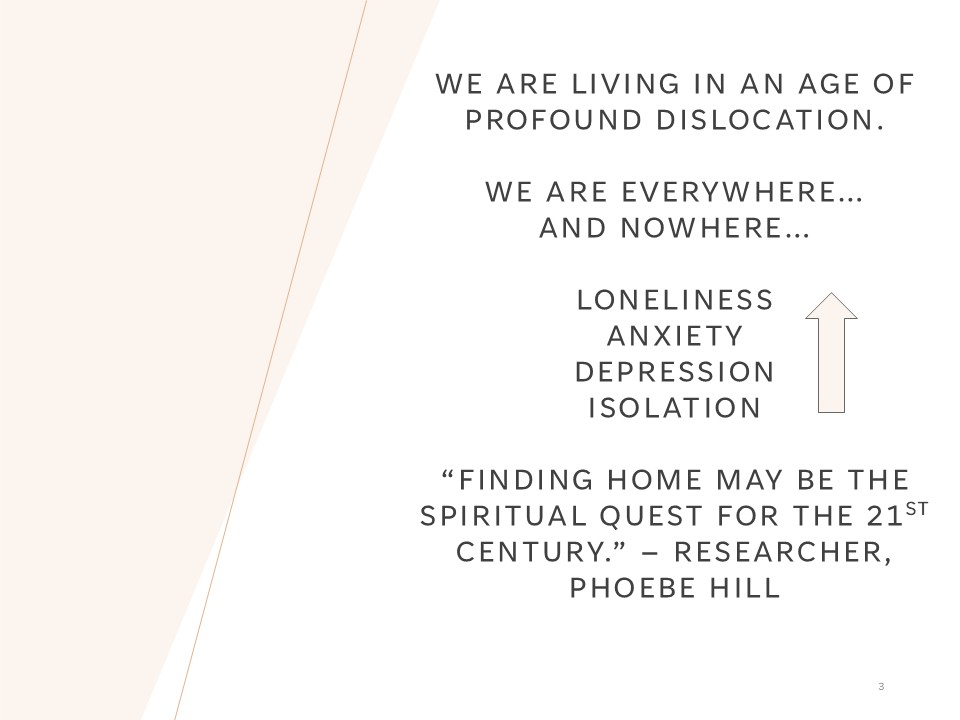 WE ARE LIVING IN AN AGE OF
PROFOUND DISLOCATION.
WE ARE EVERYWHERE…
AND NOWHERE…
LONELINESS
ANXIETY
DEPRESSION
ISOLATION
“FINDING HOME MAY BE THE
SPIRITUAL QUEST FOR THE 21ST
CENTURY.” – RESEARCHER,
PHOEBE HILL
3